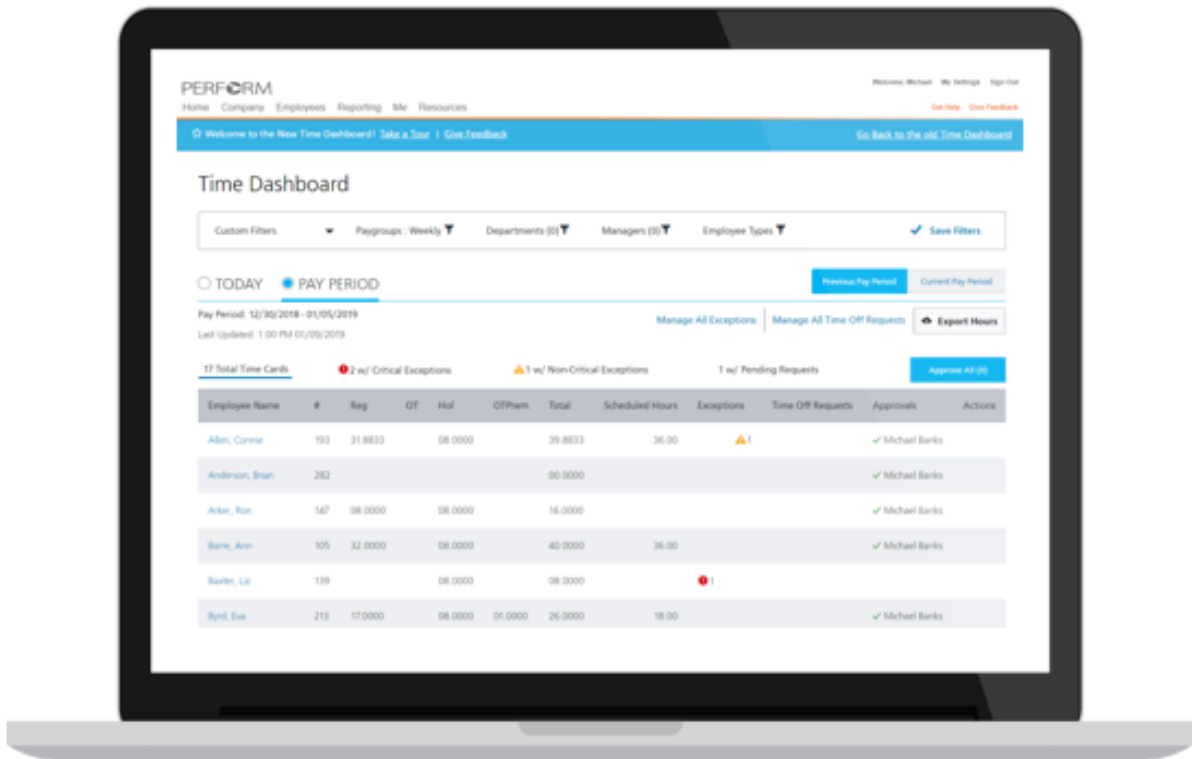 PERFORM
Welcome, Michael My Settings Sign Out
Home Company Employees Reporting Me Resources
Get Help Give Feedback
Welcome to the New Time Dashboard! Take a Tour | Give Feedback
Go Back to the old Time Dashboard
Time Dashboard
Custom Filters Paygroups : Weekly Departments (0) Managers (0) Employee Types Save Filters
TODAY PAY PERIOD
Previous Pay Period Current Pay Period
Pay Period: 12/30/2018 - 01/05/2019
Last Updated: 1:00 PM 01/09/2019
Manage All Exceptions Manage All Time Off Requests Export Hours
17 Total Time Cards 2 w/ Critical Exceptions 1 w/ Non-Critical Exceptions 1 w/ Pending Requests Approve All (0)
Employee Name # Reg OT Hol OTPrem Total Scheduled Hours Exceptions Time Off Requests Approvals Actions
Allen, Connie 193 31.8833 08.0000 39.8833 36.00 1 Michael Banks
Anderson, Brian 282 00.0000 Michael Banks
Arker, Ron 147 08.0000 08.0000 16.0000 Michael Banks
Barre, Ann 105 32.0000 08.0000 40.0000 36.00 Michael Banks
Baxter, Liz 139 08.0000 08.0000 1
Byrd, Eva 213 17.0000 08.0000 01.0000 26.0000 18.00 Michael Banks